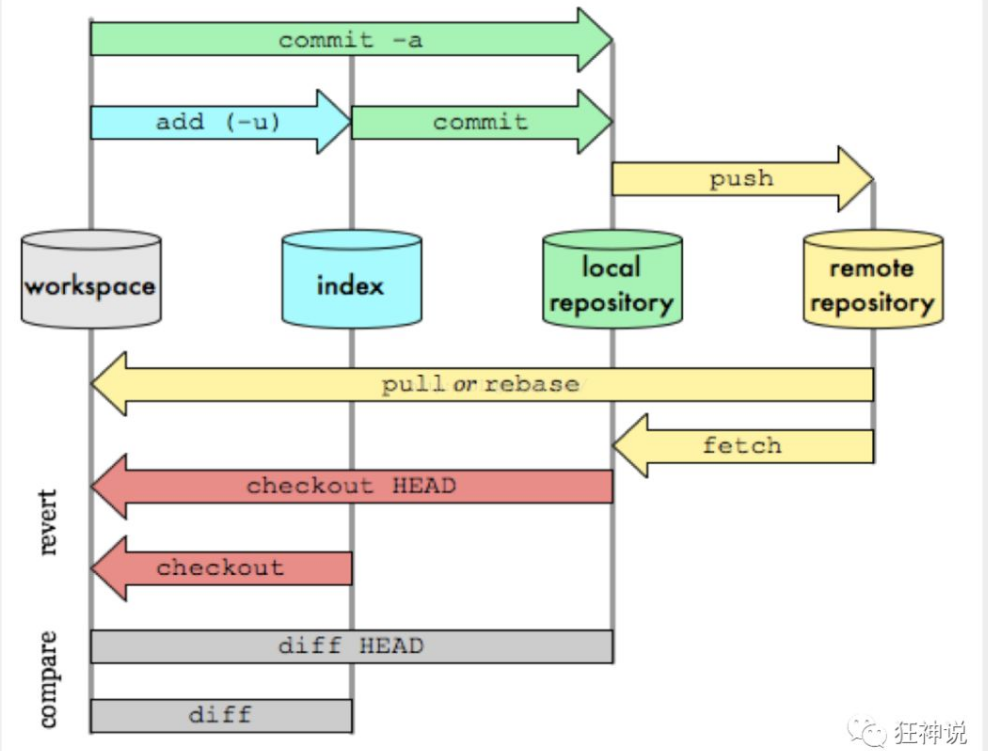 commit -a
add (-u)
commit
push
workspace
index
local
repository
remote
repository
pull or rebase
fetch
checkout HEAD
revert
checkout
diff HEAD
compare
diff
狂神说